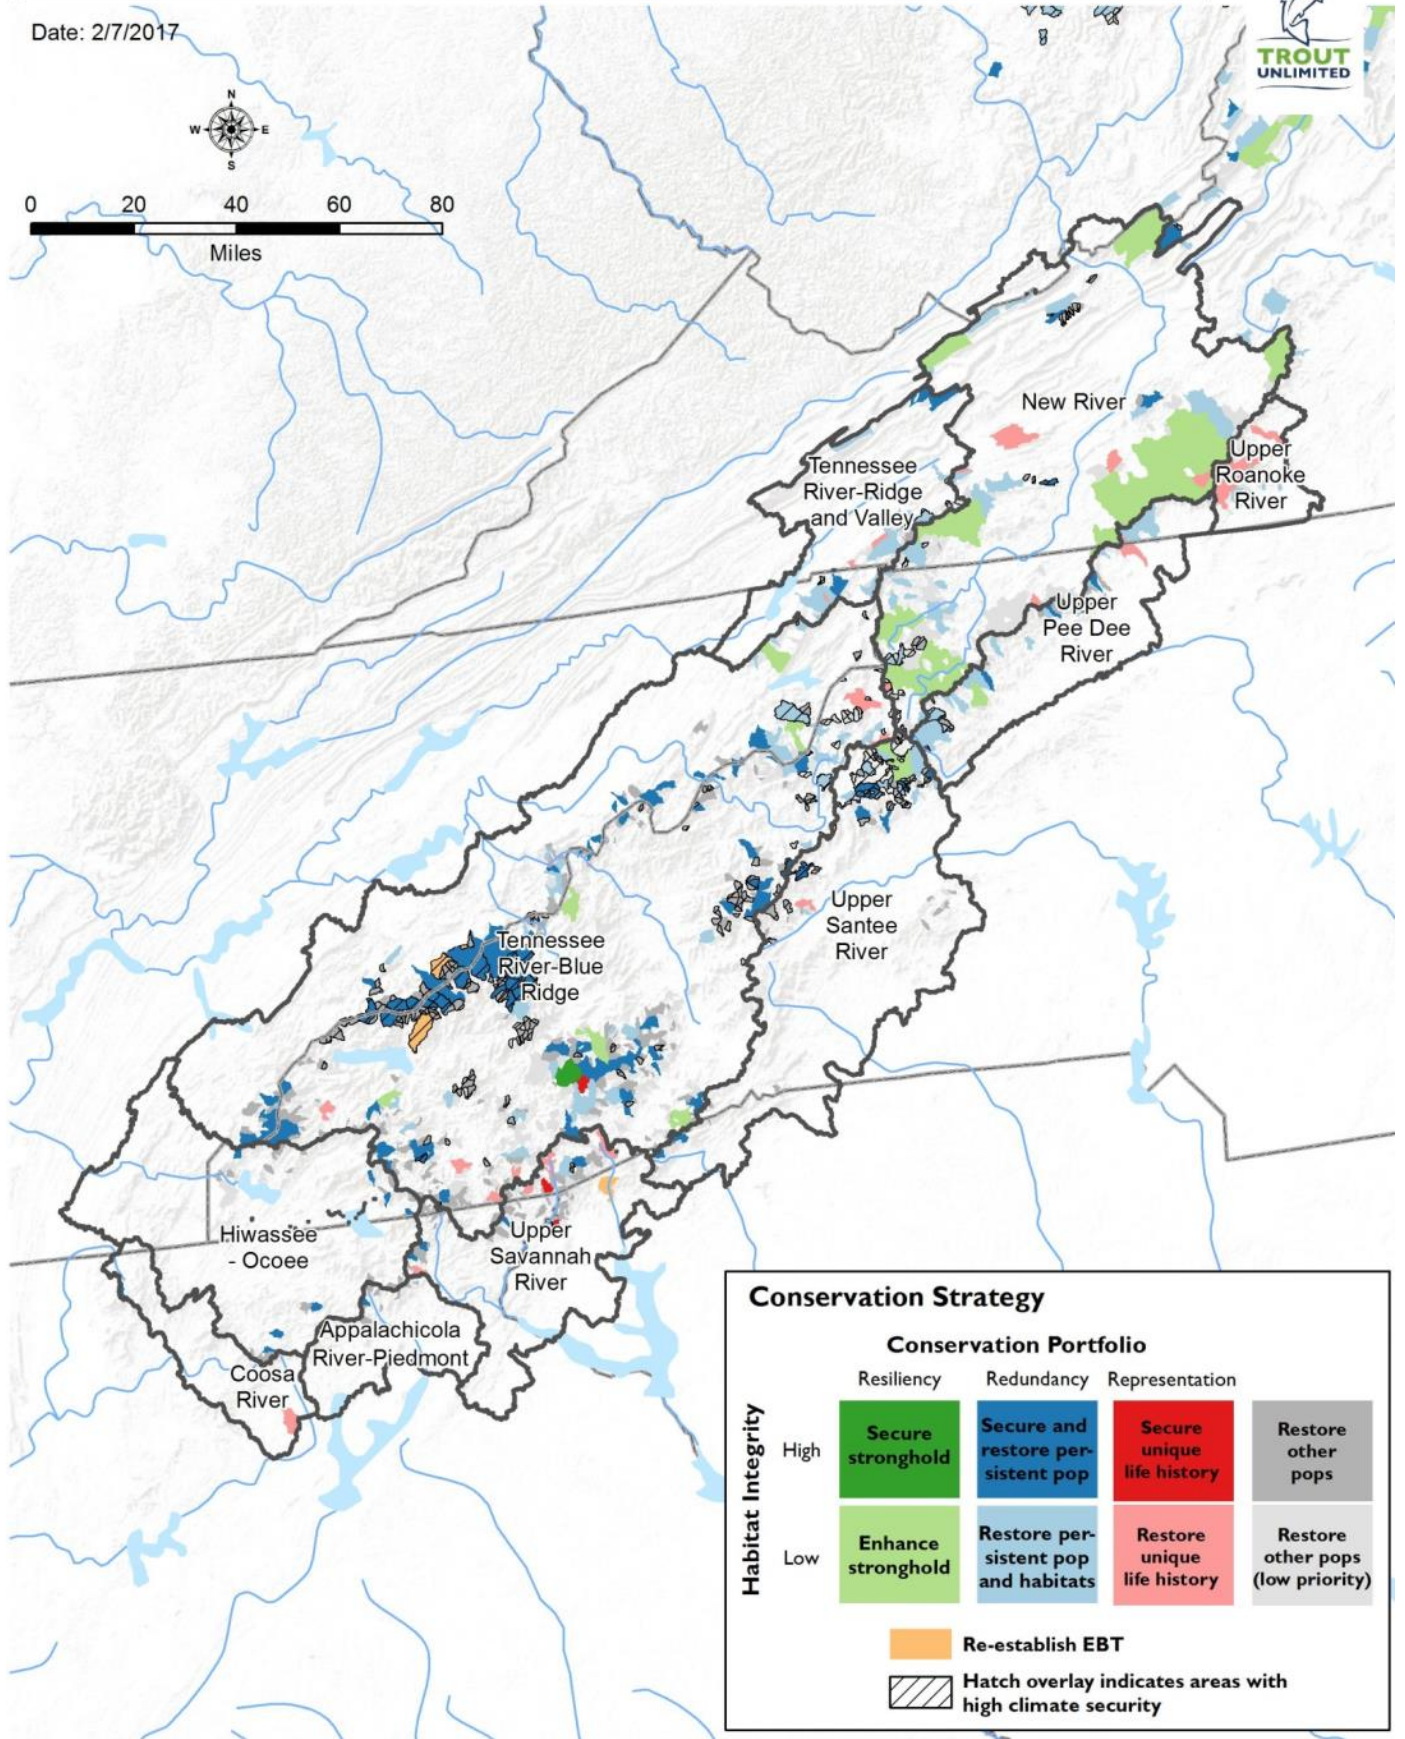 Date: 2/7/2017
TROUT
UNLIMITED
N
W
E
S
0 20 40 60 80
Miles
New River
Upper
Roanoke
River
Tennessee
River-Ridge
and Valley
Upper
Pee Dee
River
Upper
Santee
River
Tennessee
River-Blue
Ridge
Hiwassee
- Ocoee
Upper
Savannah
River
Appalachicola
River-Piedmont
Coosa
River
Conservation Strategy
Conservation Portfolio
Resiliency Redundancy Representation
Habitat Integrity
High
Secure
stronghold
Secure and
restore per-
sistent pop
Secure
unique
life history
Restore
other
pops
Low
Enhance
stronghold
Restore per-
sistent pop
and habitats
Restore
unique
life history
Restore
other pops
(low priority)
Re-establish EBT
Hatch overlay indicates areas with
high climate security